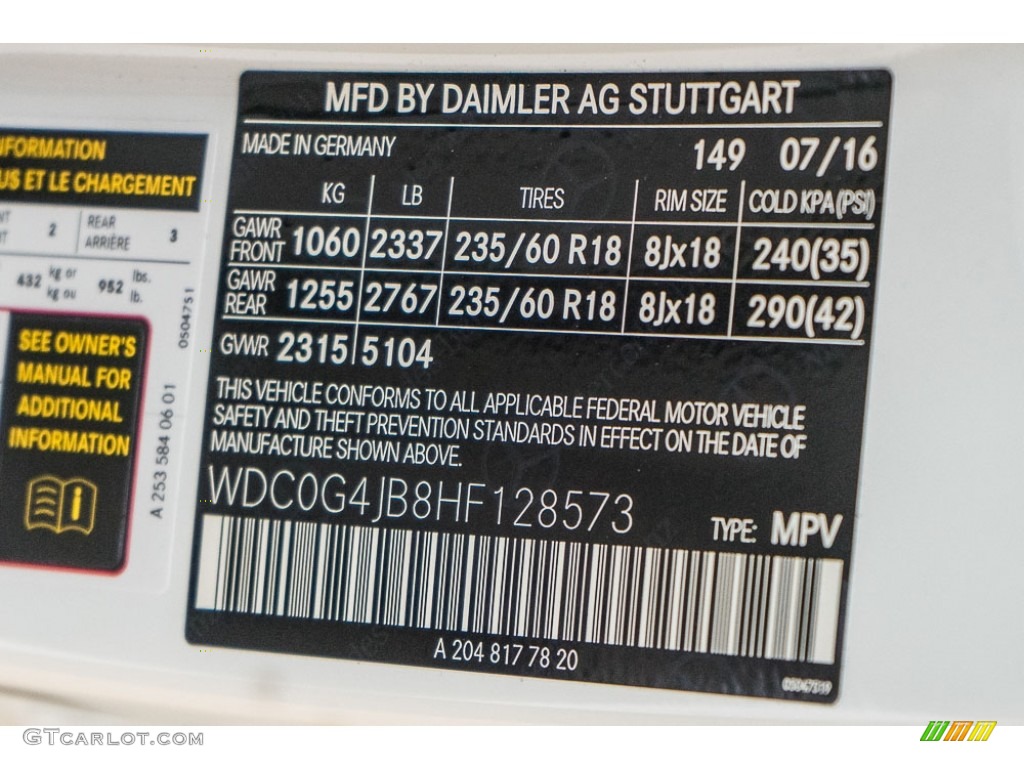 NFORMATION
US ET LE CHARGEMENT
2 REAR ARRIÈRE 3
432 kg or kg ou 952 lbs. lb.
SEE OWNER'S
MANUAL FOR
ADDITIONAL
INFORMATION
0504751
A 253 584 06 01
MFD BY DAIMLER AG STUTTGART
MADE IN GERMANY 149 07/16
KG LB TIRES RIM SIZE COLD KPA(PSI)
GAWR FRONT 1060 2337 235/60 R18 8Jx18 240(35)
GAWR REAR 1255 2767 235/60 R18 8Jx18 290(42)
GVWR 2315 5104
THIS VEHICLE CONFORMS TO ALL APPLICABLE FEDERAL MOTOR VEHICLE
SAFETY AND THEFT PREVENTION STANDARDS IN EFFECT ON THE DATE OF
MANUFACTURE SHOWN ABOVE.
WDC0G4JB8HF128573
TYPE: MPV
A 204 817 78 20
GTCARLOT.COM